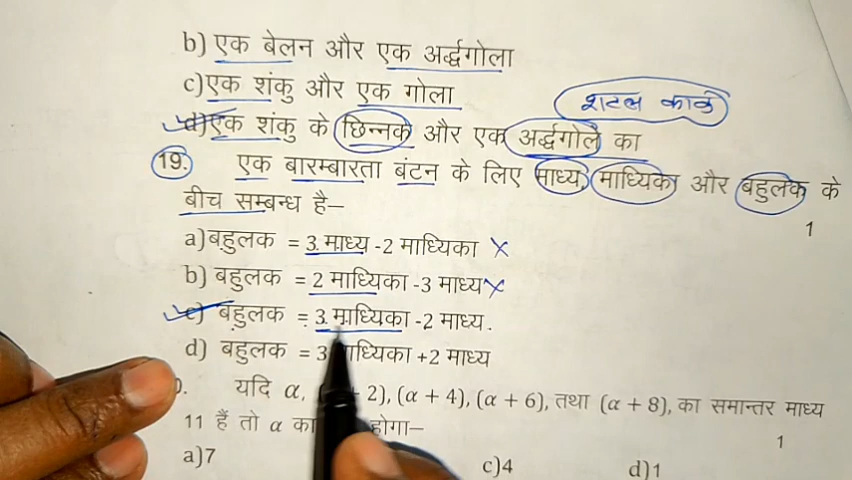 b) एक बेलन और एक अर्द्धगोला
c) एक शंकु और एक गोला
शटल काक
d) एक शंकु के छिन्नक और एक अर्द्धगोले का
19. एक बारम्बारता बंटन के लिए माध्य, माध्यिका और बहुलक के
बीच सम्बन्ध है–
1
a) बहुलक = 3 माध्य -2 माध्यिका
b) बहुलक = 2 माध्यिका -3 माध्य
c) बहुलक = 3 माध्यिका -2 माध्य.
d) बहुलक = 3 माध्यिका +2 माध्य
यदि α, 2), (α + 4), (α + 6), तथा (α + 8), का समान्तर माध्य
11 हैं तो α का होगा–
1
a)7
c)4
d)1